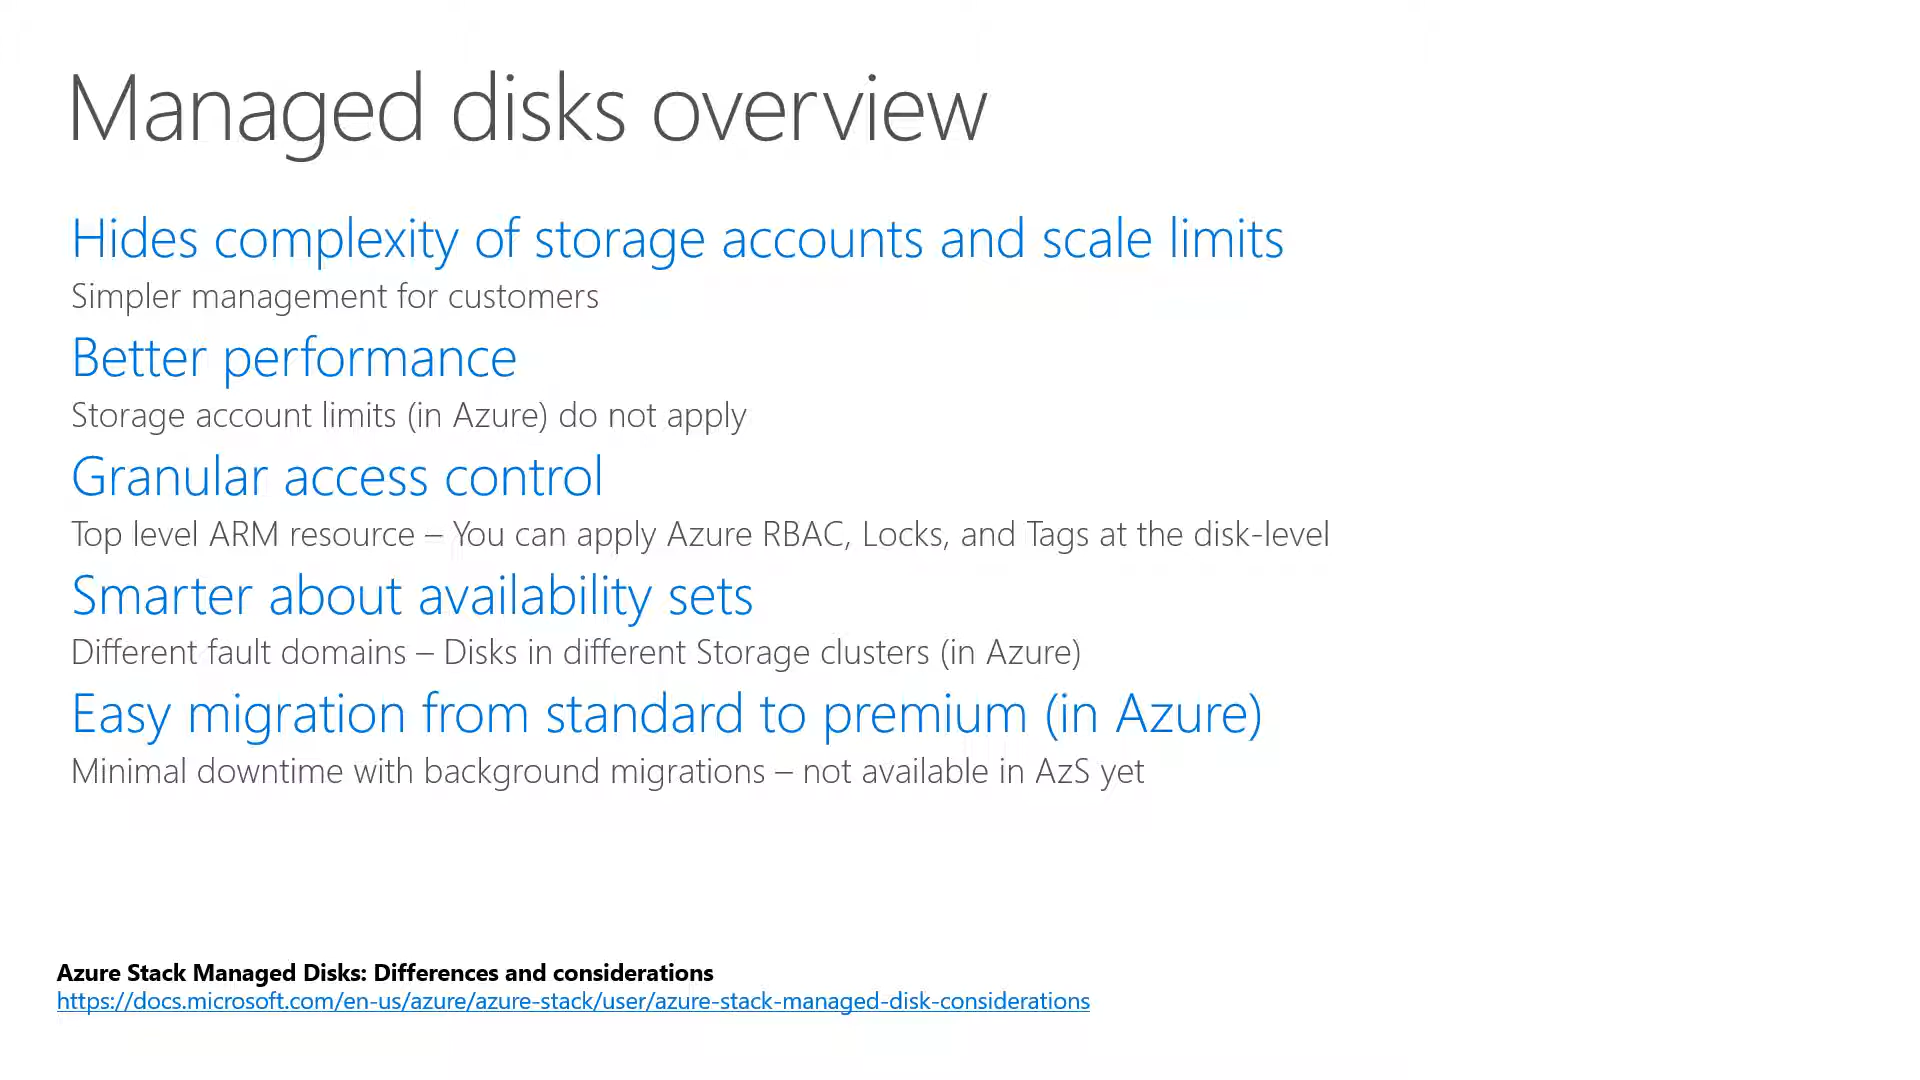 Managed disks overview
Hides complexity of storage accounts and scale limits
Simpler management for customers
Better performance
Storage account limits (in Azure) do not apply
Granular access control
Top level ARM resource – You can apply Azure RBAC, Locks, and Tags at the disk-level
Smarter about availability sets
Different fault domains – Disks in different Storage clusters (in Azure)
Easy migration from standard to premium (in Azure)
Minimal downtime with background migrations – not available in AzS yet
Azure Stack Managed Disks: Differences and considerations
https://docs.microsoft.com/en-us/azure/azure-stack/user/azure-stack-managed-disk-considerations